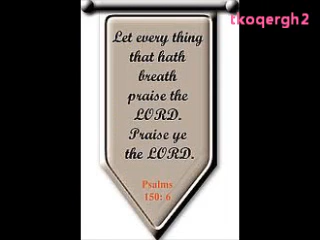 tkoqergh2
Let every thing
that hath
breath
praise the
LORD.
Praise ye
the LORD.
Psalms
150: 6